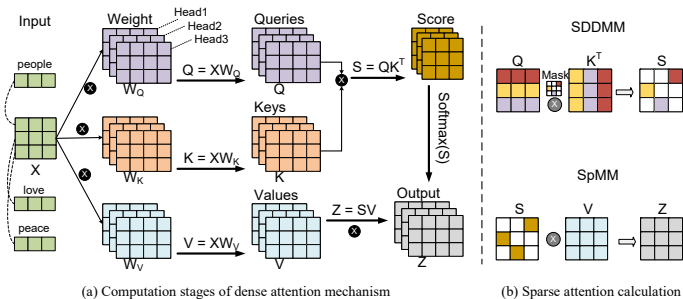 Input
people
X
love
peace
Weight
Head1
Head2
Head3
W_Q
W_K
W_V
Q = XW_Q
K = XW_K
V = XW_V
Queries
Q
Keys
K
Values
V
S = QK^T
Z = SV
Score
Softmax(S)
Output
Z
(a) Computation stages of dense attention mechanism
SDDMM
Q
Mask
X
K^T
S
SpMM
S
X
V
Z
(b) Sparse attention calculation